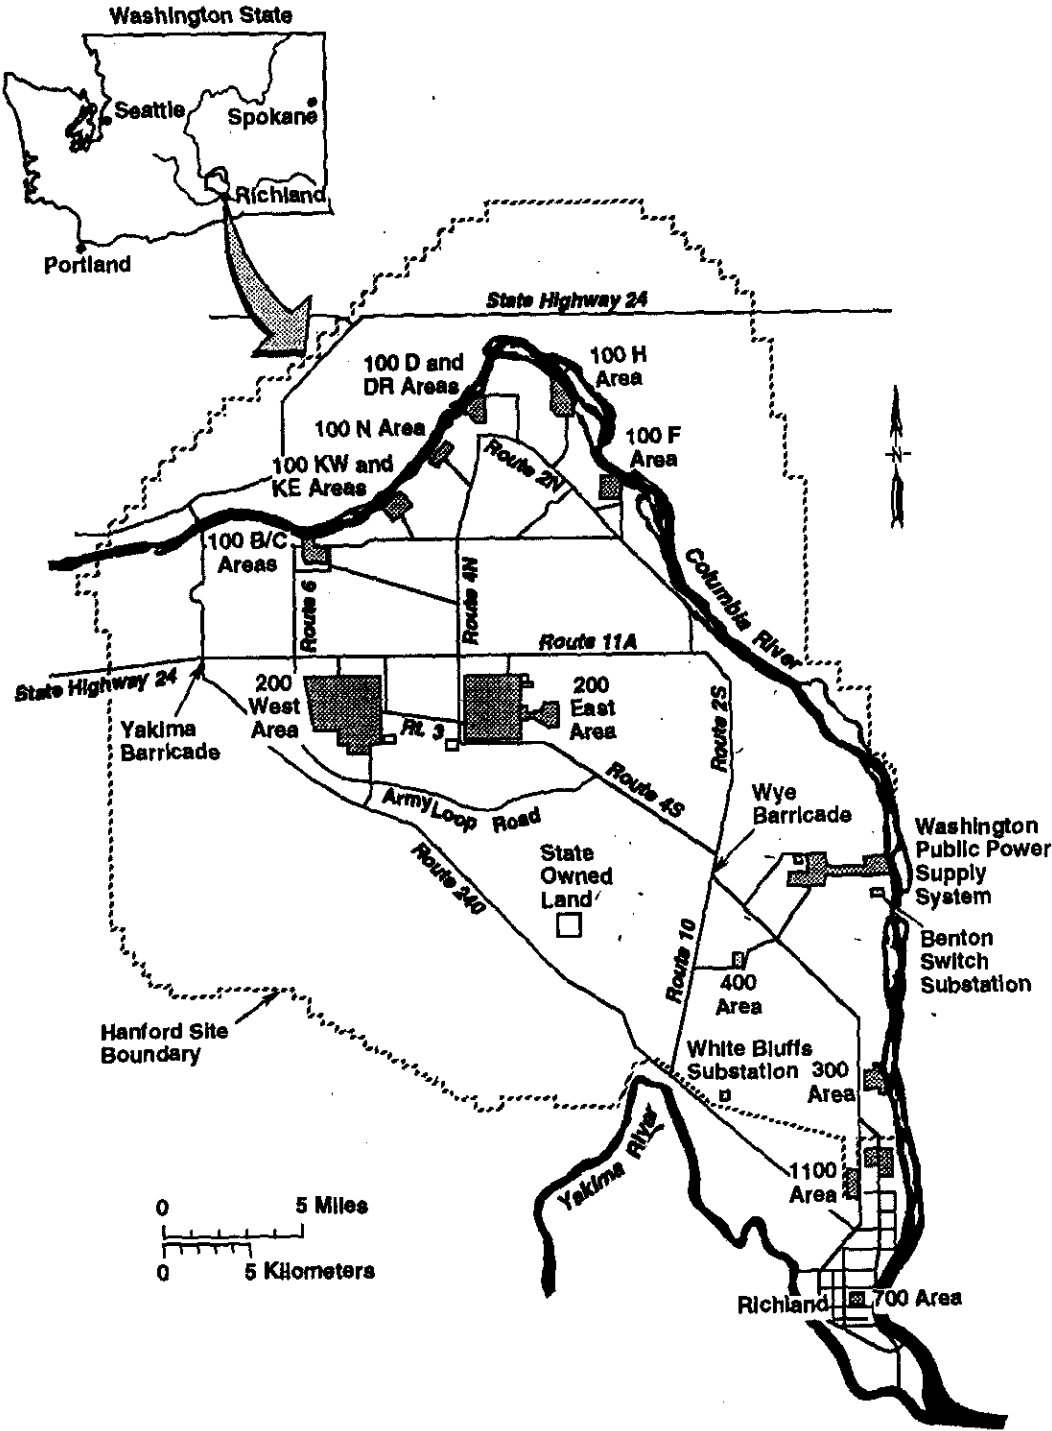 Washington State
Seattle
Spokane
Richland
Portland
State Highway 24
100 D and
DR Areas
100 H
Area
100 N Area
100 F
Area
Route 2N
100 KW and
KE Areas
N
100 B/C
Areas
Columbia River
Route 6
Route 4N
Route 11A
State Highway 24
200
West
Area
200
East
Area
Rt. 3
Route 2S
Yakima
Barricade
Route 4S
Wye
Barricade
Army Loop Road
Washington
Public Power
Supply
System
State
Owned
Land
Route 240
Benton
Switch
Substation
Route 10
400
Area
Hanford Site
Boundary
White Bluffs
Substation
300
Area
Yakima River
1100
Area
0 5 Miles
0 5 Kilometers
Richland
700 Area